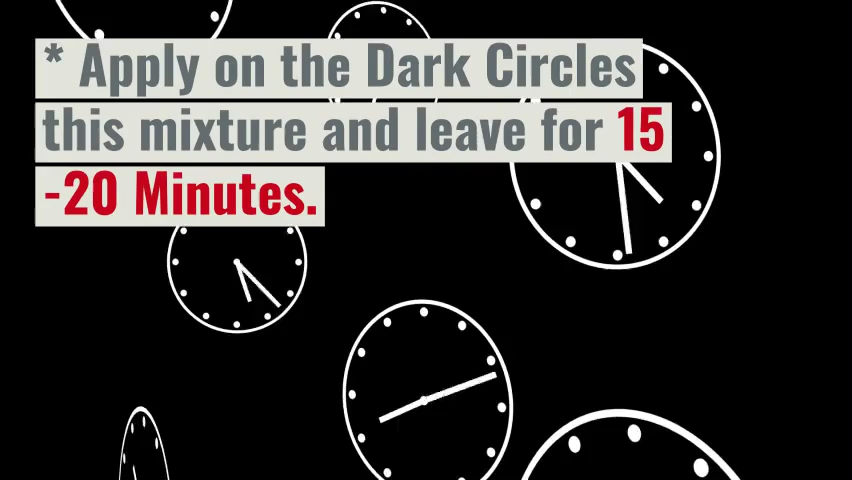 * Apply on the Dark Circles
this mixture and leave for 15
-20 Minutes.